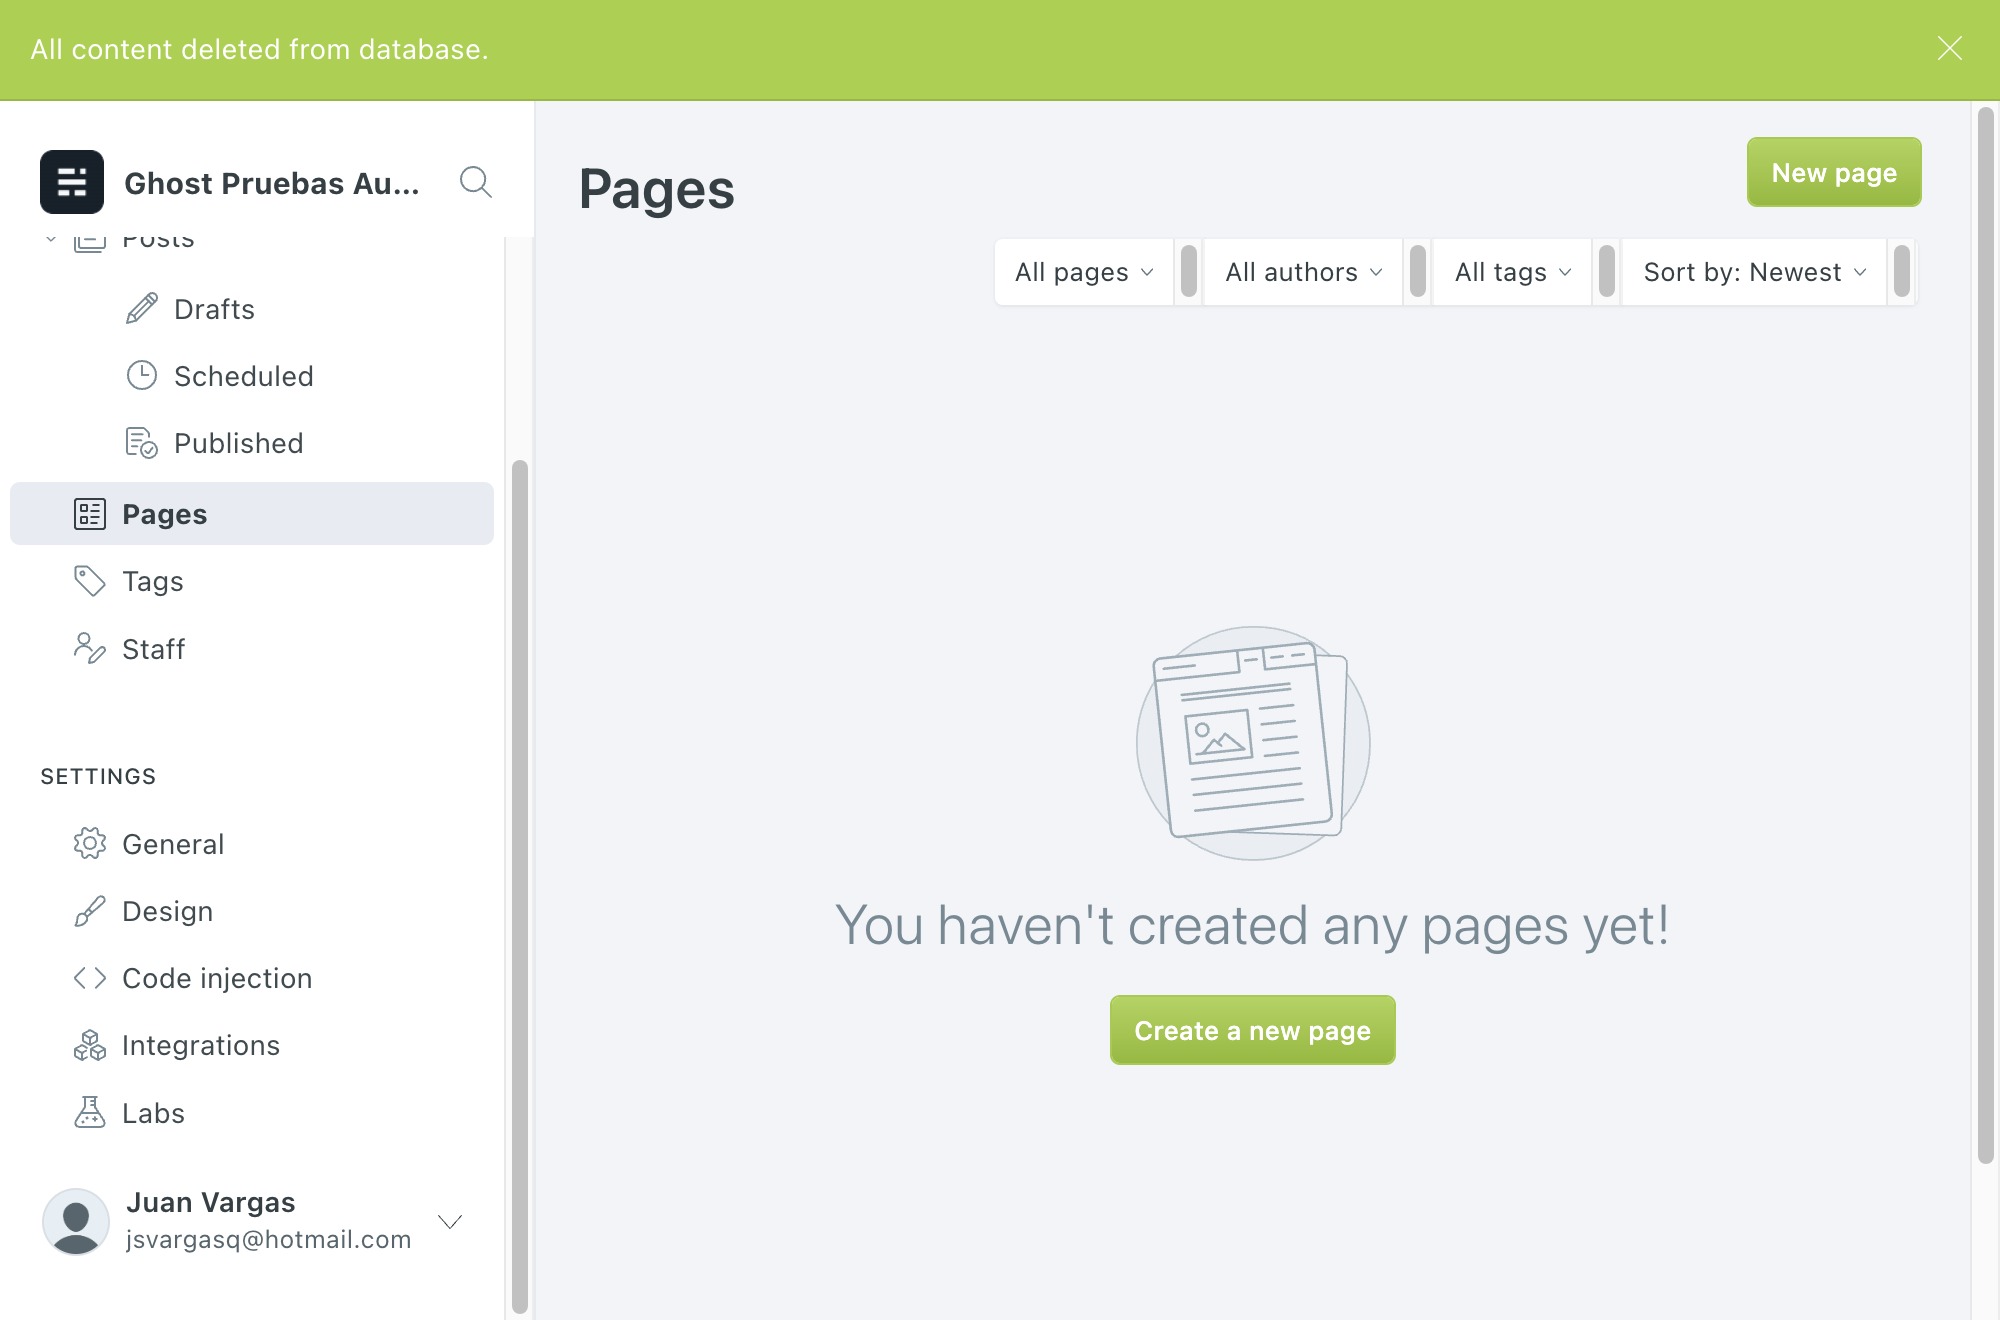 All content deleted from database.
Ghost Pruebas Au...
Posts
Drafts
Scheduled
Published
Pages
Tags
Staff
SETTINGS
General
Design
Code injection
Integrations
Labs
Juan Vargas
jsvargasq@hotmail.com
Pages
New page
All pages
All authors
All tags
Sort by: Newest
You haven't created any pages yet!
Create a new page